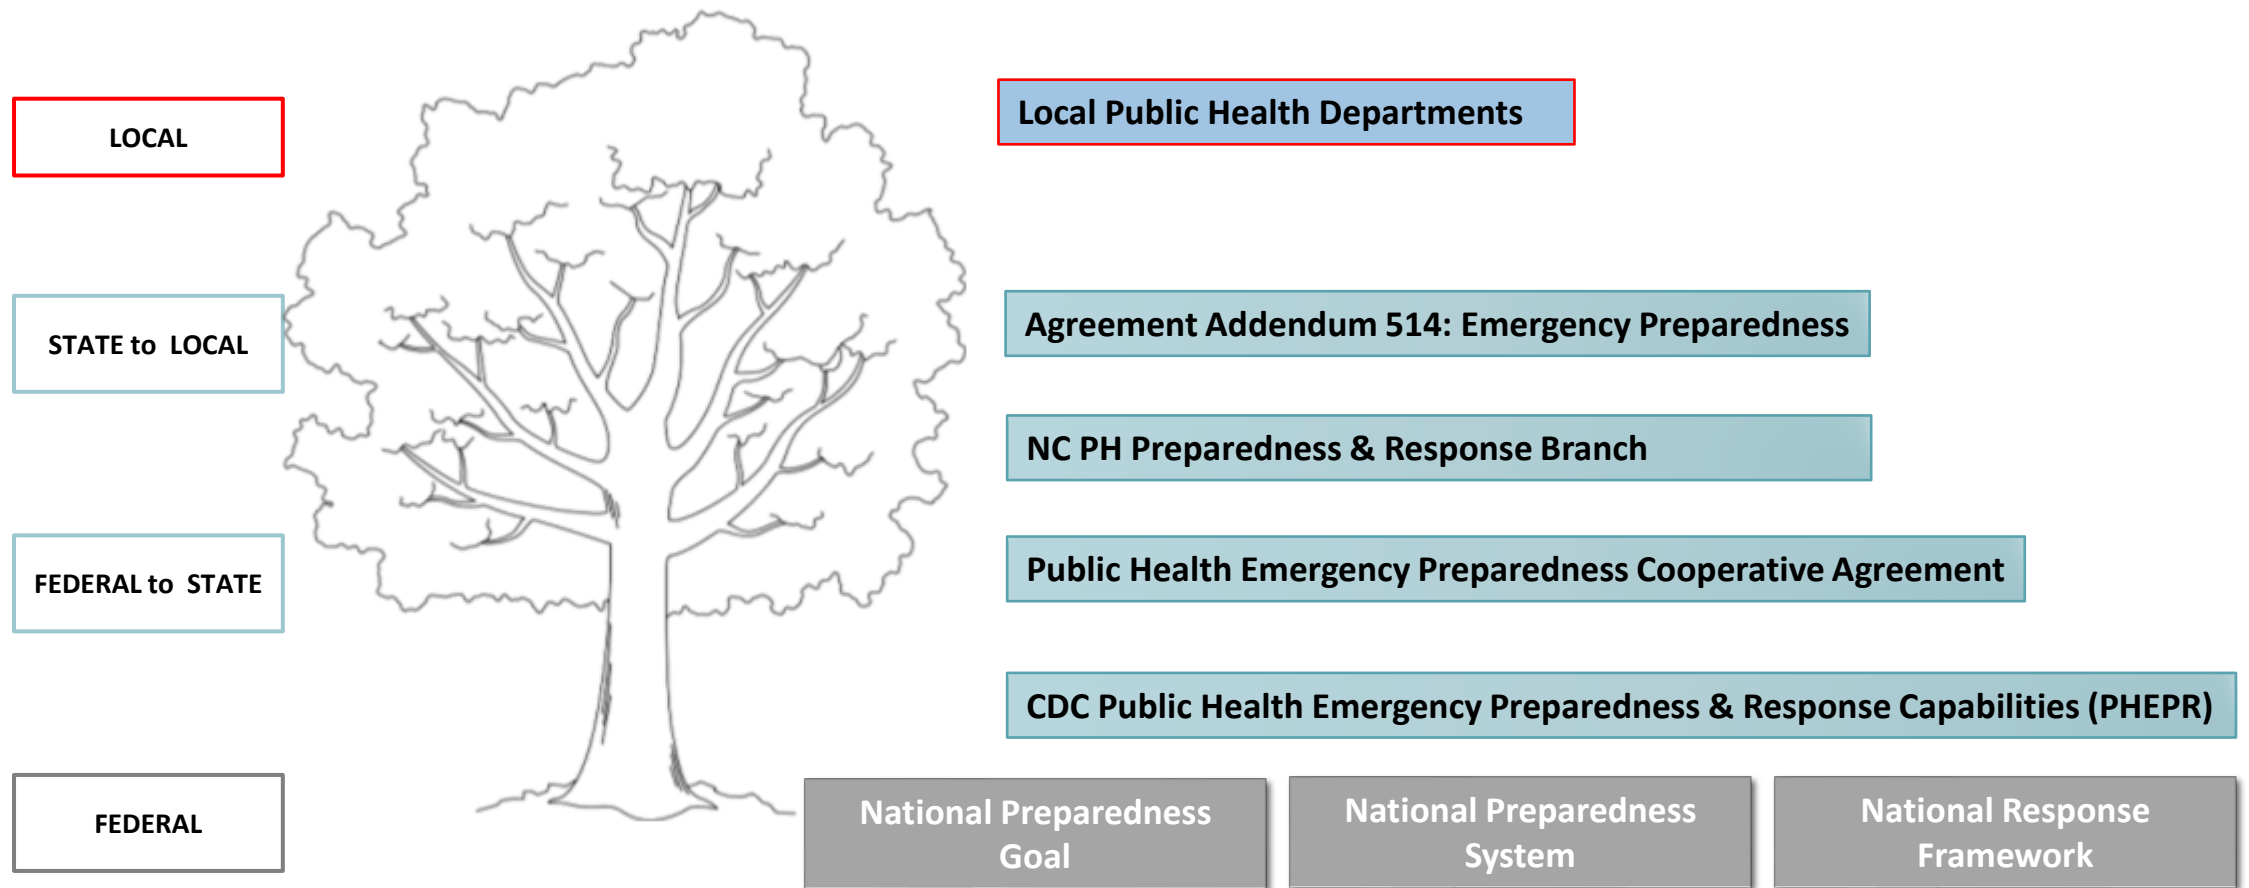 LOCAL
Local Public Health Departments
STATE to LOCAL
Agreement Addendum 514: Emergency Preparedness
NC PH Preparedness & Response Branch
FEDERAL to STATE
Public Health Emergency Preparedness Cooperative Agreement
CDC Public Health Emergency Preparedness & Response Capabilities (PHEPR)
FEDERAL
National Preparedness
Goal
National Preparedness
System
National Response
Framework